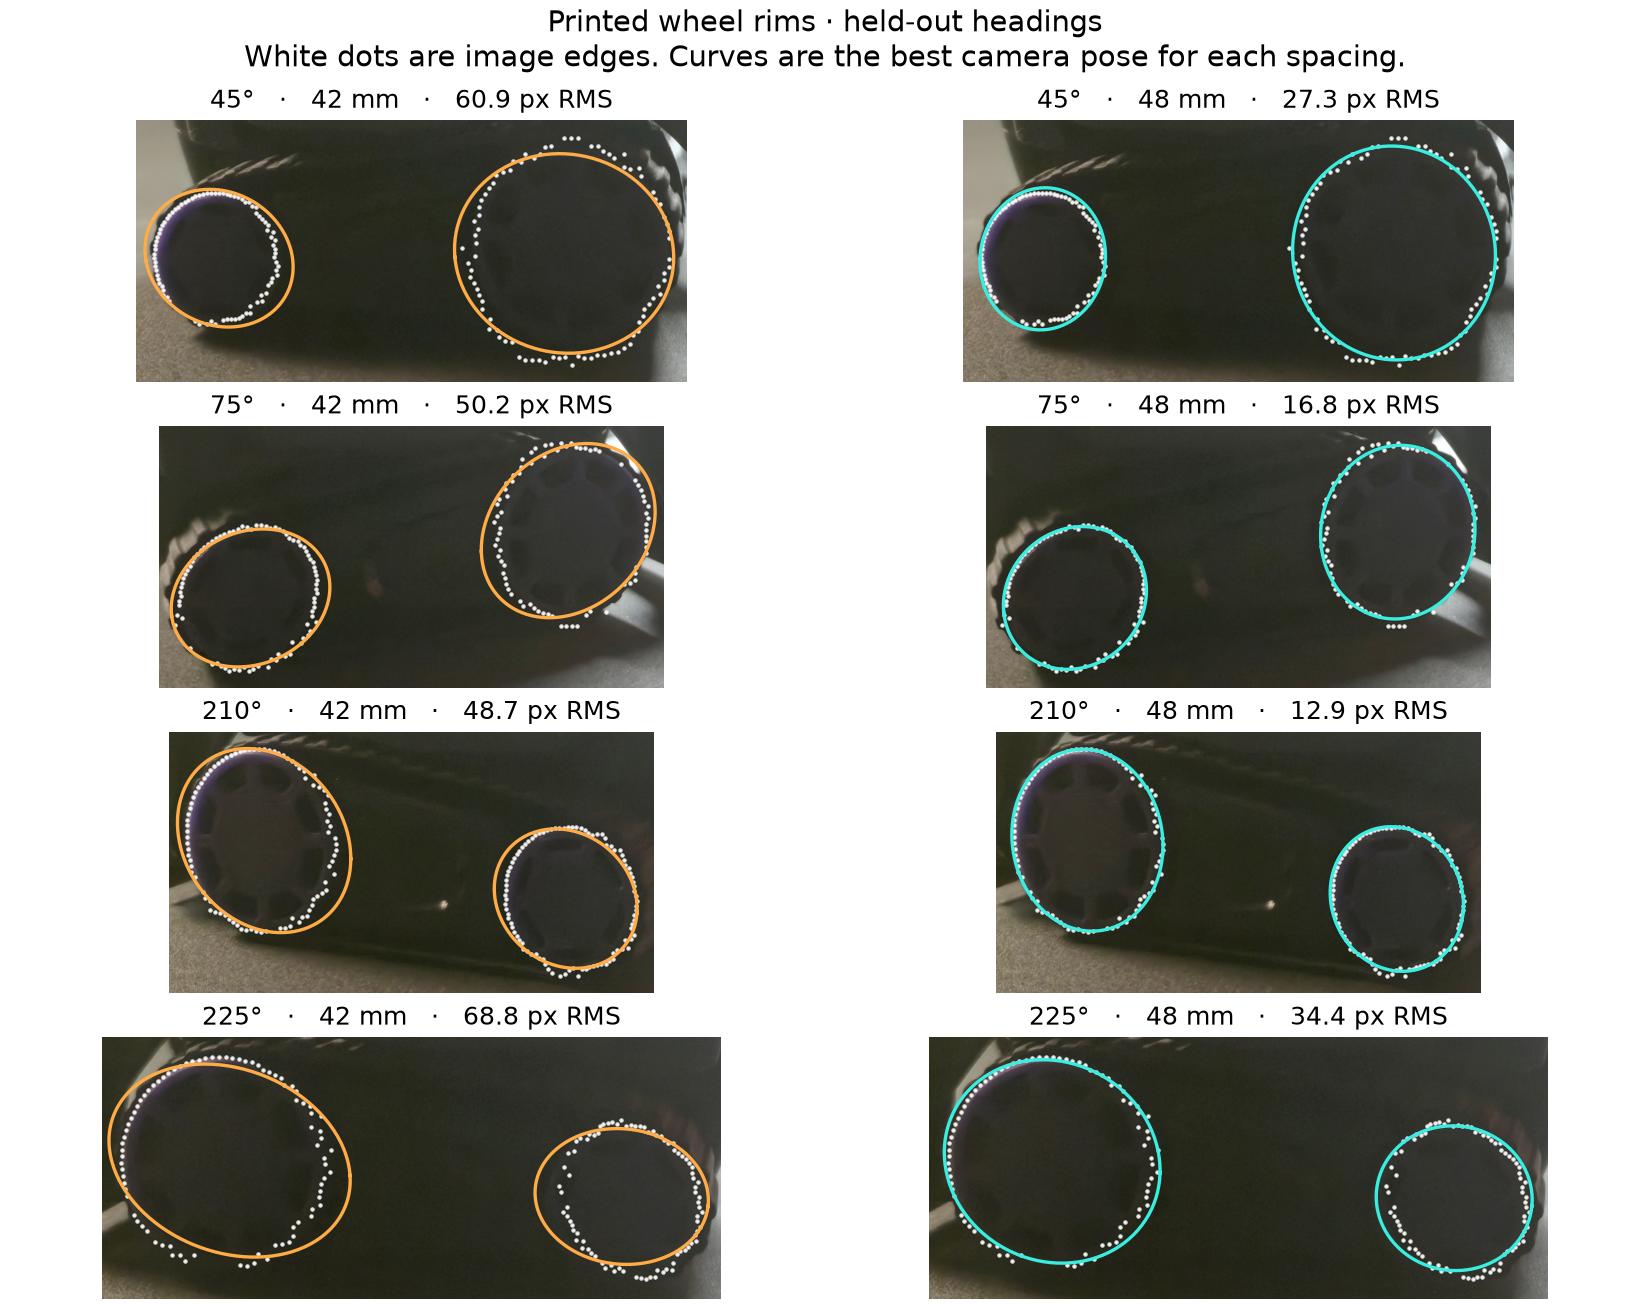 Printed wheel rims · held-out headings
White dots are image edges. Curves are the best camera pose for each spacing.
45° · 42 mm · 60.9 px RMS
45° · 48 mm · 27.3 px RMS
75° · 42 mm · 50.2 px RMS
75° · 48 mm · 16.8 px RMS
210° · 42 mm · 48.7 px RMS
210° · 48 mm · 12.9 px RMS
225° · 42 mm · 68.8 px RMS
225° · 48 mm · 34.4 px RMS